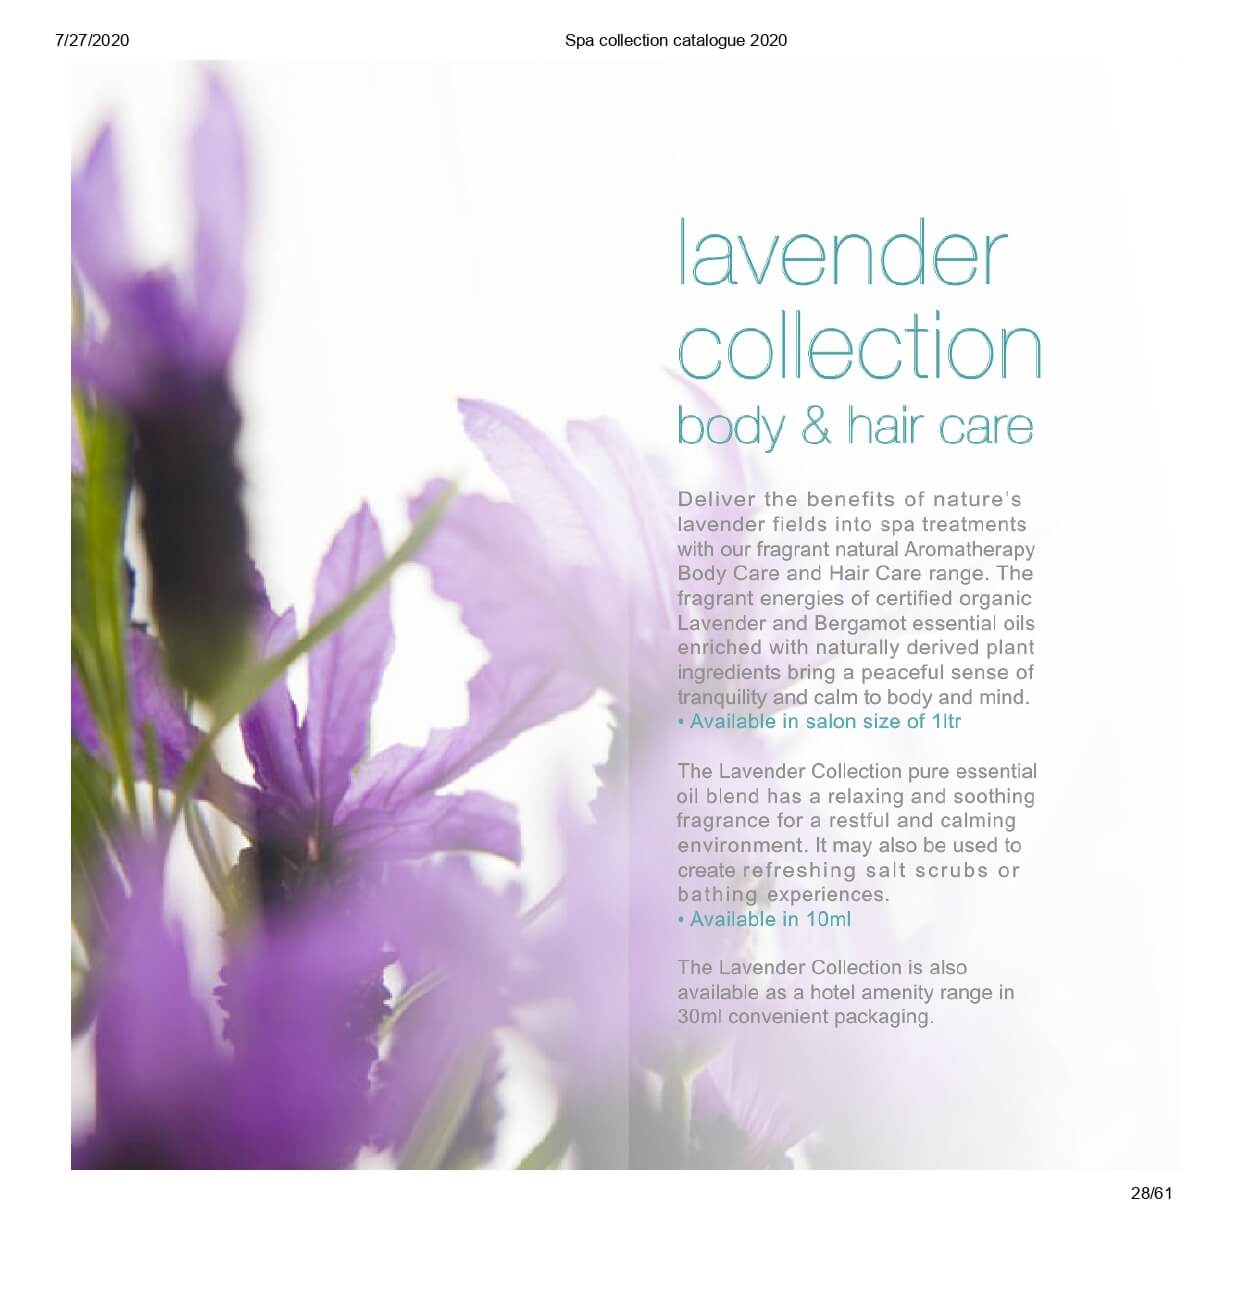 7/27/2020
Spa collection catalogue 2020
lavender
collection
body & hair care
Deliver the benefits of nature's
lavender fields into spa treatments
with our fragrant natural Aromatherapy
Body Care and Hair Care range. The
fragrant energies of certified organic
Lavender and Bergamot essential oils
enriched with naturally derived plant
ingredients bring a peaceful sense of
tranquility and calm to body and mind.
• Available in salon size of 1ltr
The Lavender Collection pure essential
oil blend has a relaxing and soothing
fragrance for a restful and calming
environment. It may also be used to
create refreshing salt scrubs or
bathing experiences.
• Available in 10ml
The Lavender Collection is also
available as a hotel amenity range in
30ml convenient packaging.
28/61